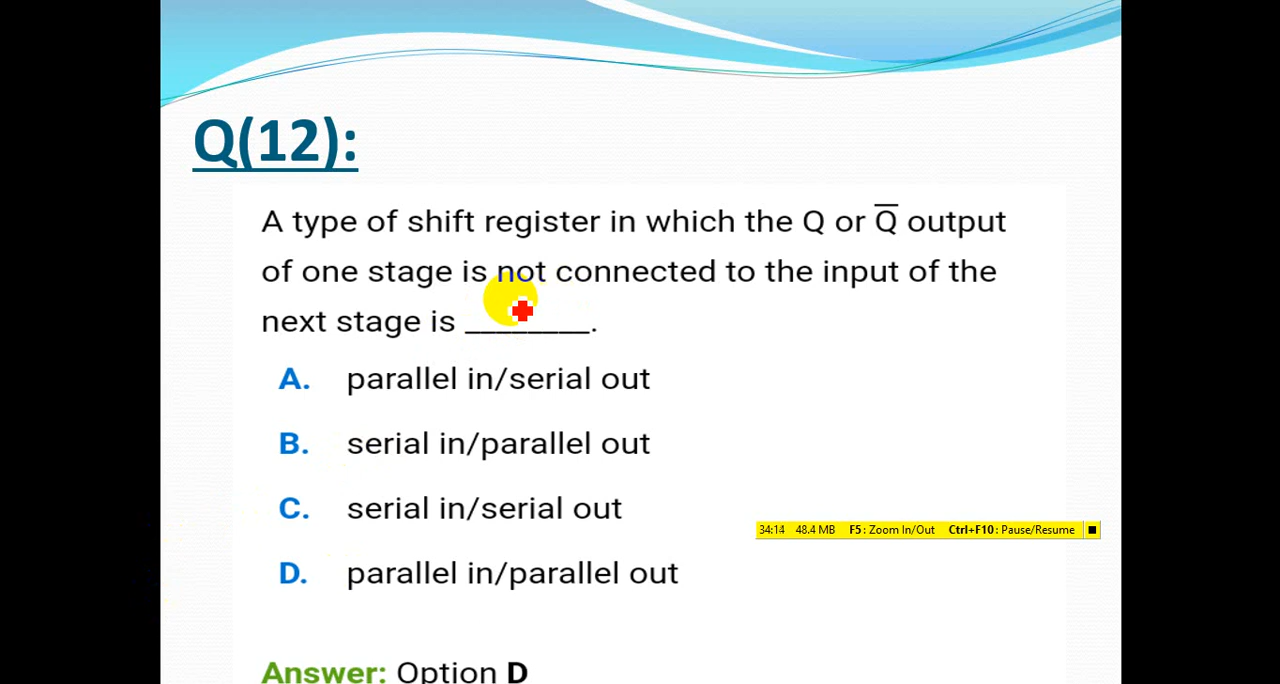 Q(12):
A type of shift register in which the Q or Q̅ output
of one stage is not connected to the input of the
next stage is ________.
A. parallel in/serial out
B. serial in/parallel out
C. serial in/serial out
34:14 48.4 MB F5: Zoom In/Out Ctrl+F10: Pause/Resume
D. parallel in/parallel out
Answer: Option D